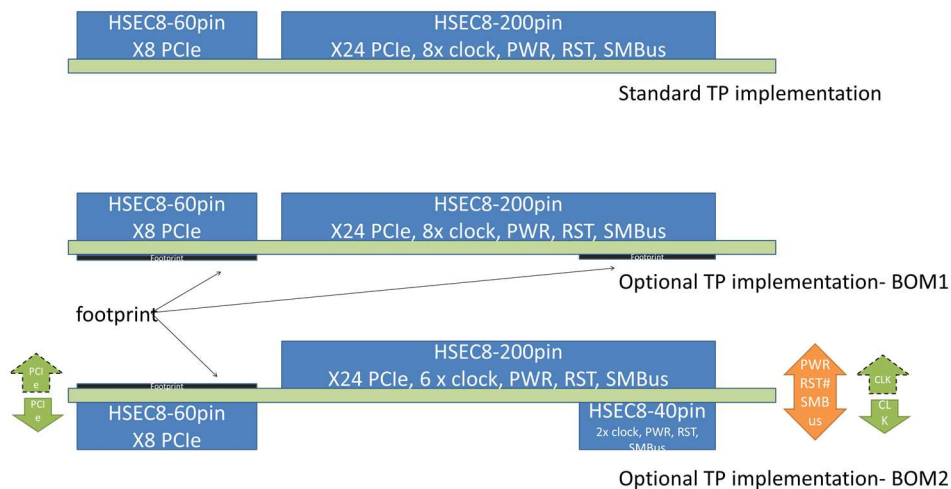 HSEC8-60pin
X8 PCIe
HSEC8-200pin
X24 PCIe, 8x clock, PWR, RST, SMBus
Standard TP implementation
HSEC8-60pin
X8 PCIe
HSEC8-200pin
X24 PCIe, 8x clock, PWR, RST, SMBus
Footprint
Footprint
Optional TP implementation- BOM1
footprint
HSEC8-200pin
X24 PCIe, 6 x clock, PWR, RST, SMBus
Footprint
HSEC8-60pin
X8 PCIe
HSEC8-40pin
2x clock, PWR, RST,
SMBus
PCI
e
PCI
e
PWR
RST#
SMB
us
CLK
CL
K
Optional TP implementation- BOM2